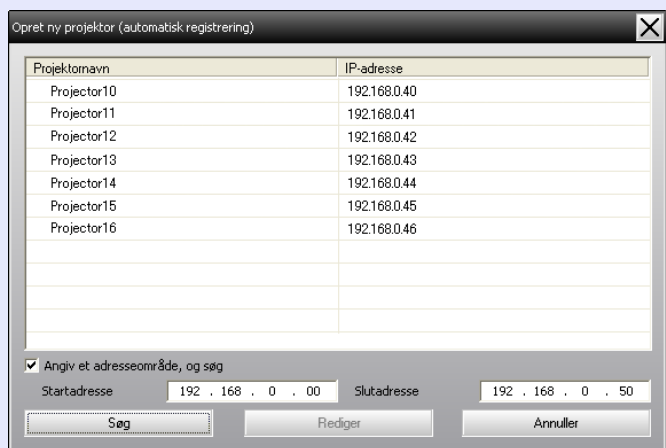 Opret ny projektor (automatisk registrering)
Projektornavn IP-adresse
Projector10 192.168.0.40
Projector11 192.168.0.41
Projector12 192.168.0.42
Projector13 192.168.0.43
Projector14 192.168.0.44
Projector15 192.168.0.45
Projector16 192.168.0.46
Angiv et adresseområde, og søg
Startadresse 192 . 168 . 0 . 00 Slutadresse 192 . 168 . 0 . 50
Søg Rediger Annuller